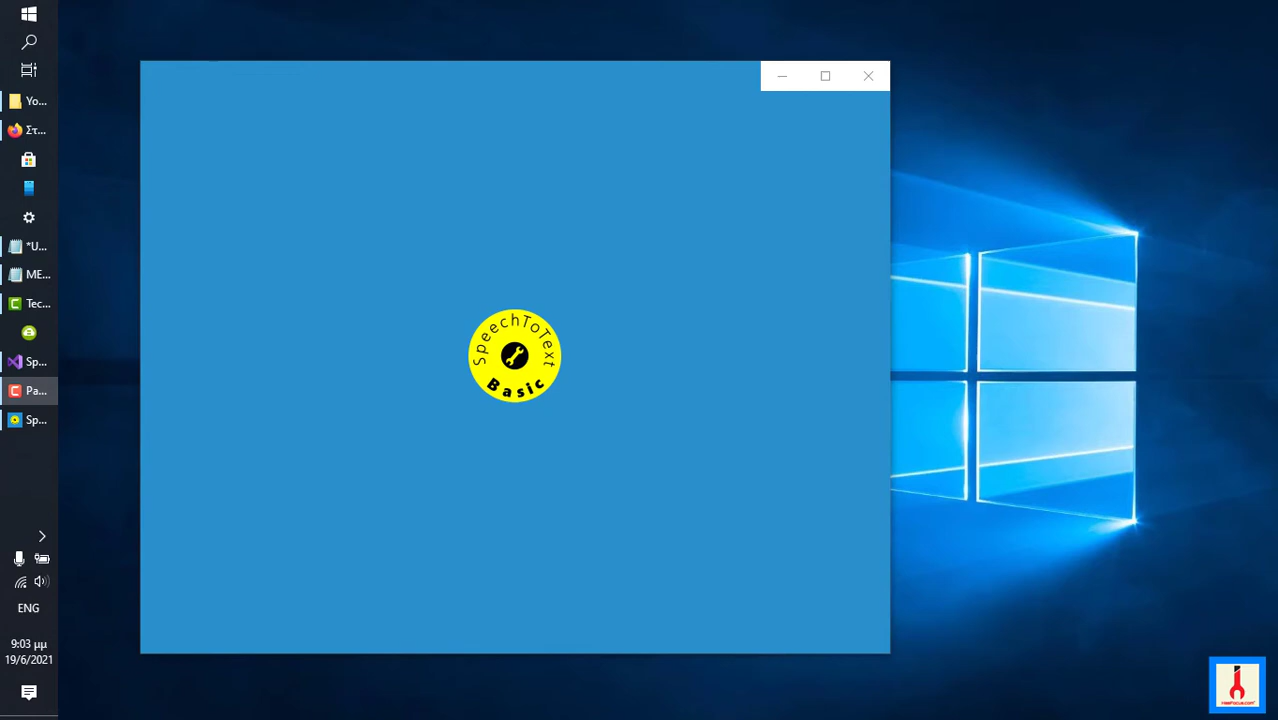 Yo...
Στ...
*U...
ME...
Tec...
Sp...
Pa...
Sp...
ENG
9:03 μμ
19/6/2021
SpeechToText
Basic